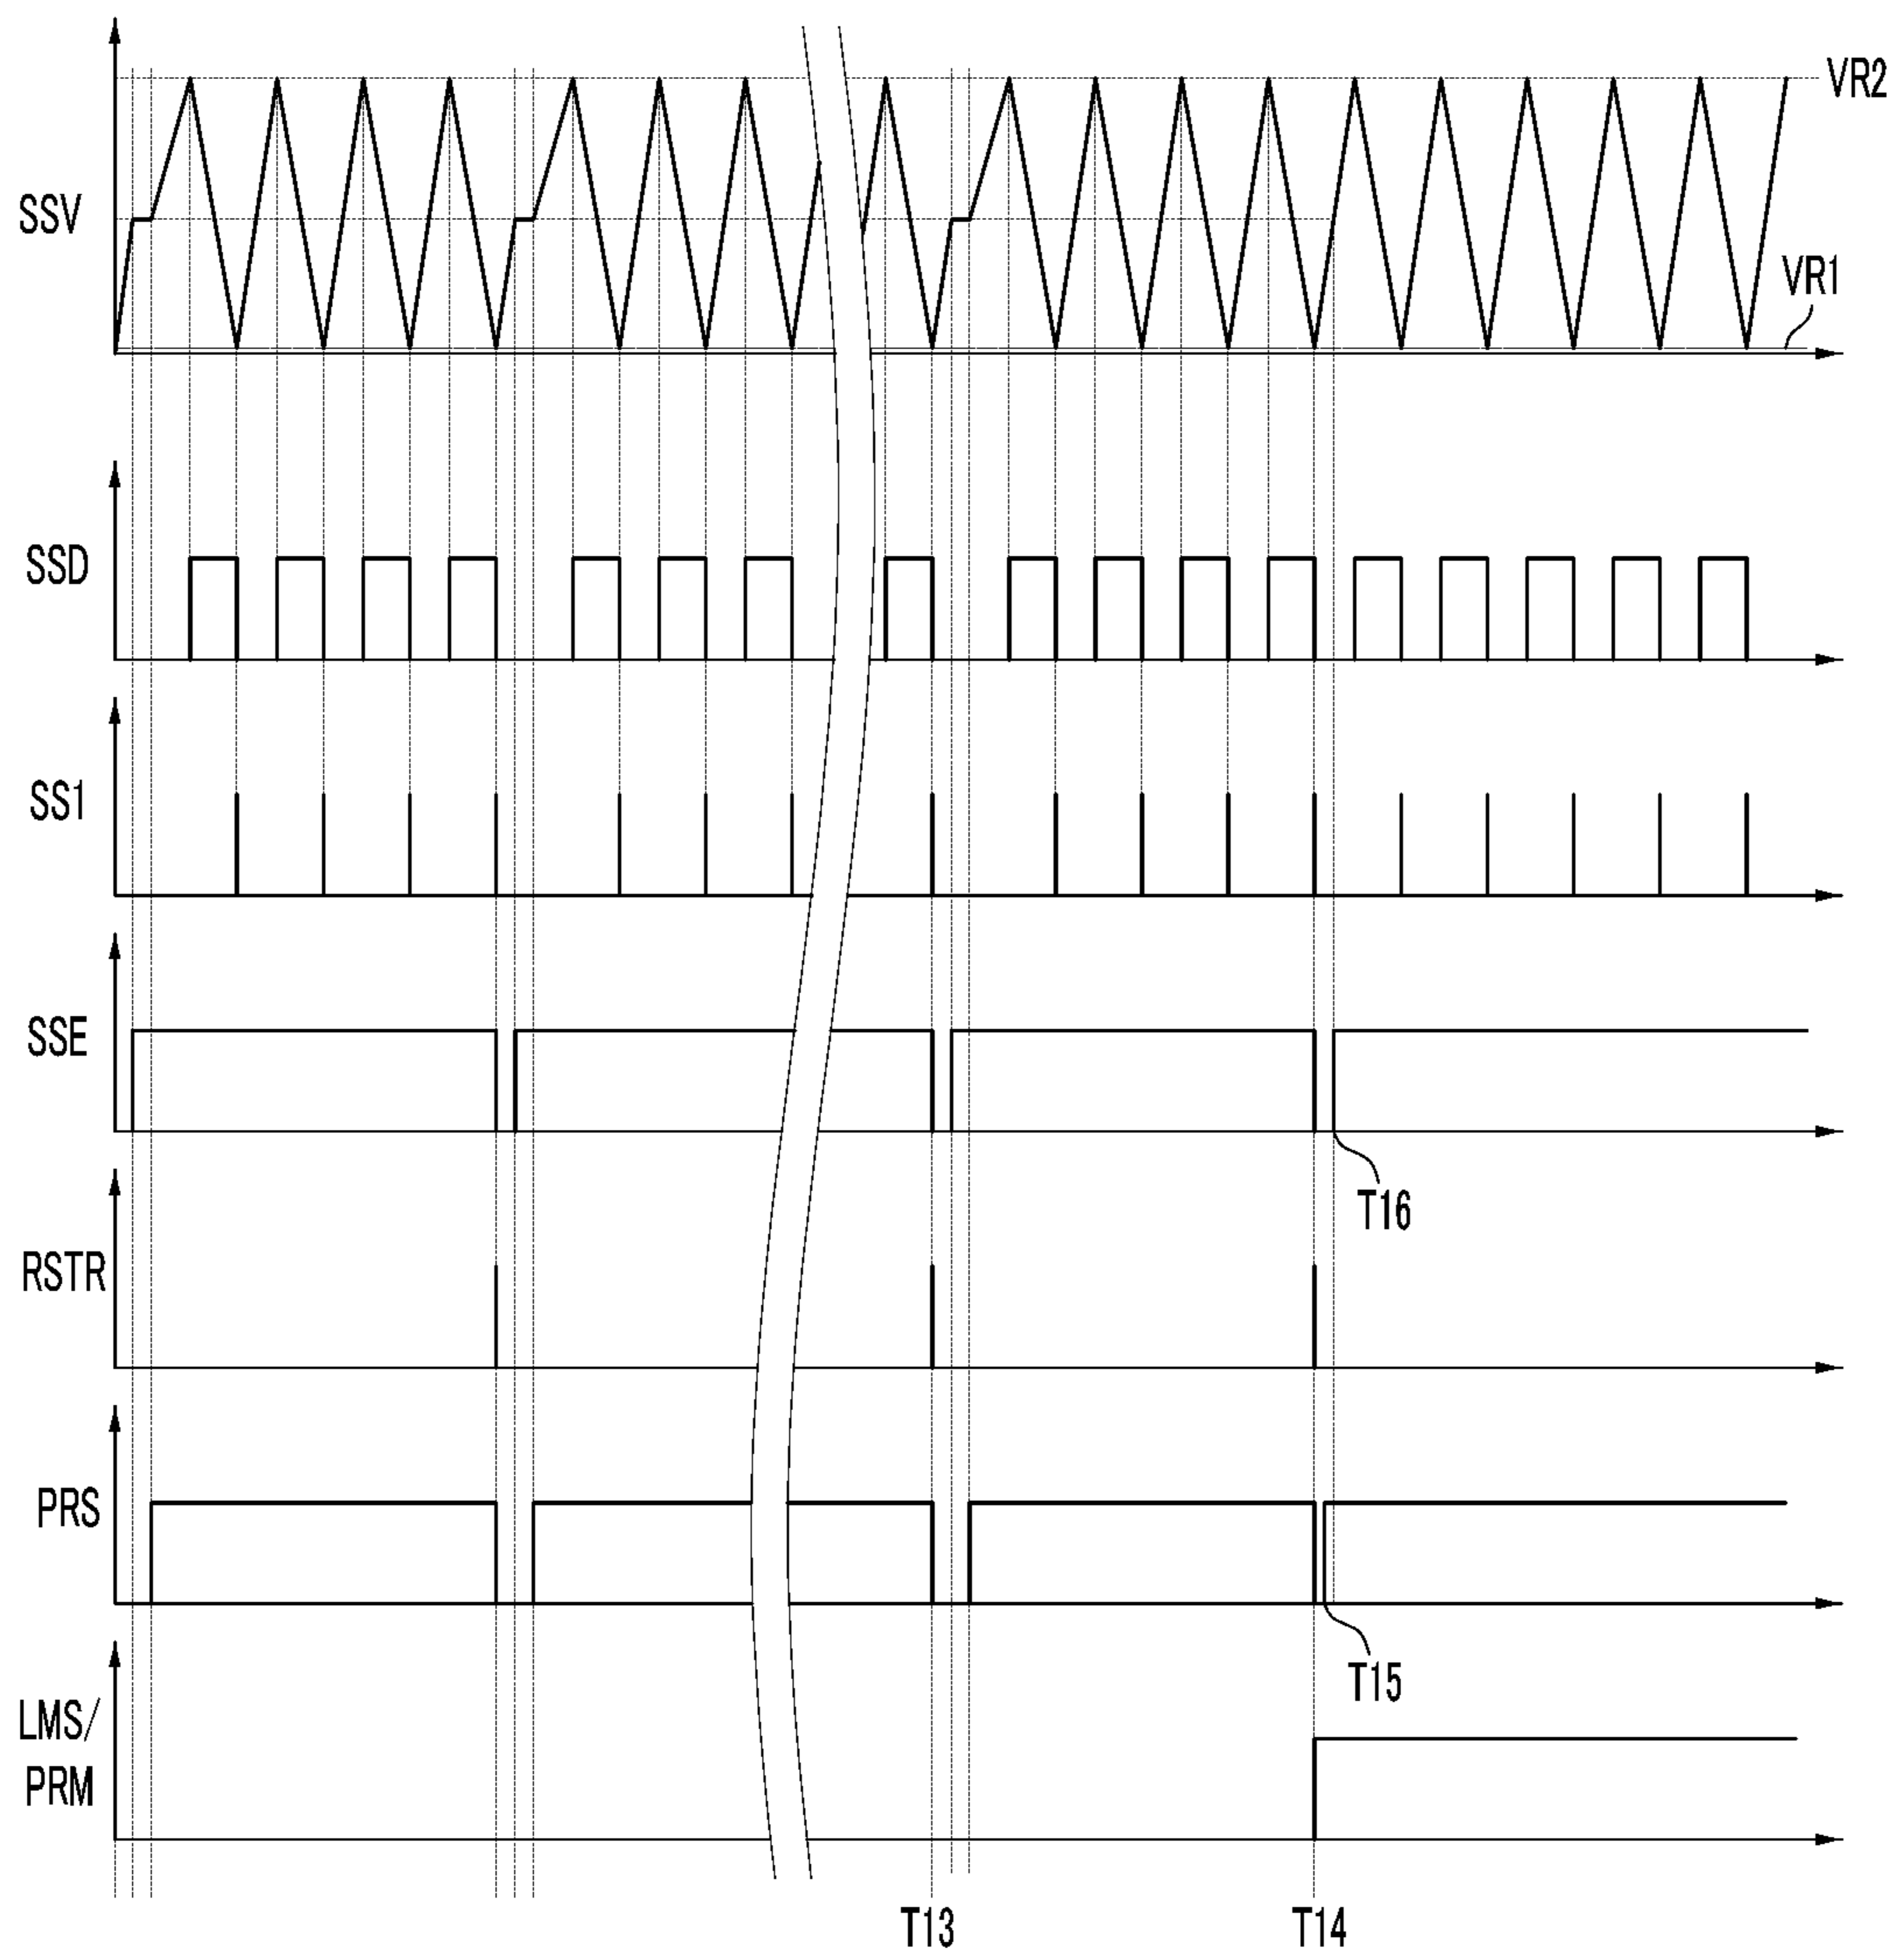 VR2
SSV
VR1
SSD
SS1
SSE
T16
RSTR
PRS
T15
LMS/
PRM
T13
T14